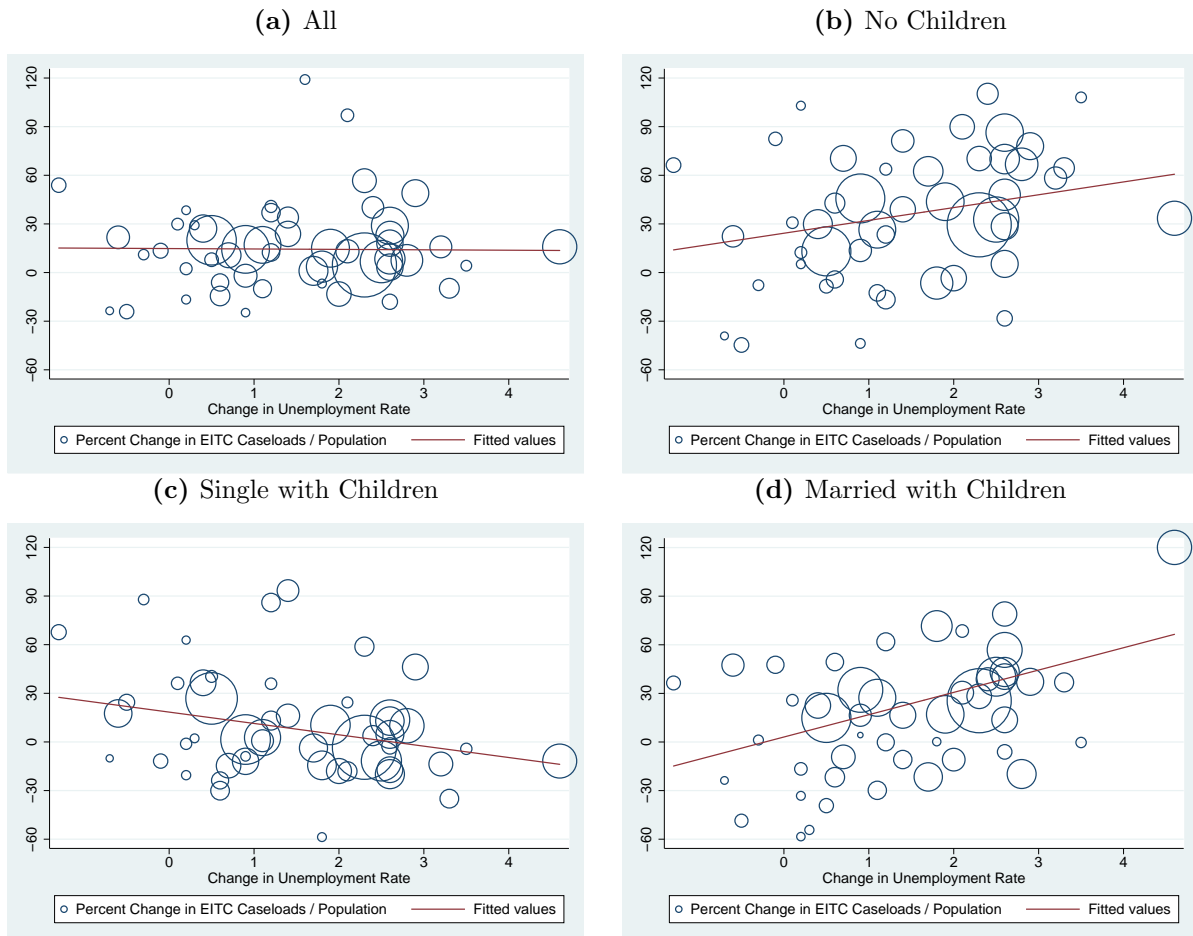 (a) All
(b) No Children
120
90
60
30
0
−30
−60
0 1 2 3 4
Change in Unemployment Rate
Percent Change in EITC Caseloads / Population Fitted values
120
90
60
30
0
−30
−60
0 1 2 3 4
Change in Unemployment Rate
Percent Change in EITC Caseloads / Population Fitted values
(c) Single with Children
(d) Married with Children
120
90
60
30
0
−30
−60
0 1 2 3 4
Change in Unemployment Rate
Percent Change in EITC Caseloads / Population Fitted values
120
90
60
30
0
−30
−60
0 1 2 3 4
Change in Unemployment Rate
Percent Change in EITC Caseloads / Population Fitted values